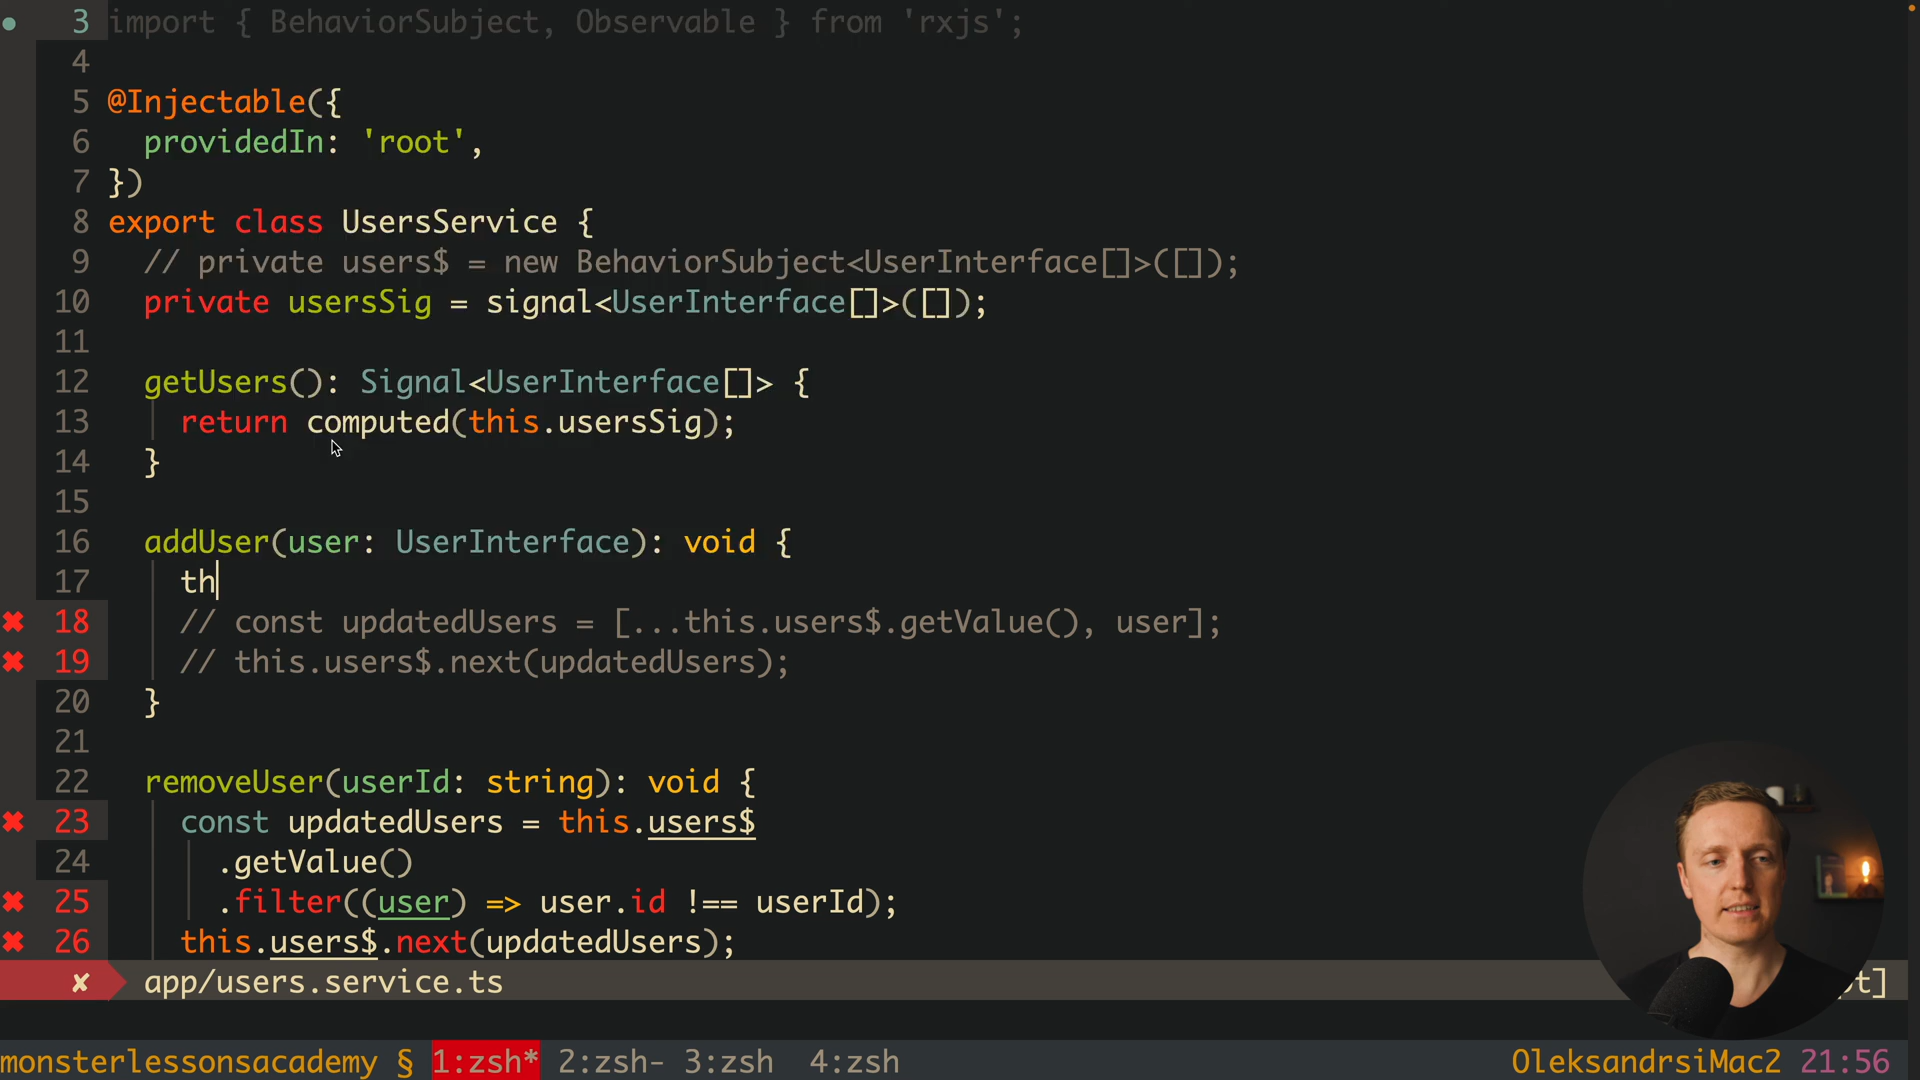 3 import { BehaviorSubject, Observable } from 'rxjs';
4
5 @Injectable({
6   providedIn: 'root',
7 })
8 export class UsersService {
9   // private users$ = new BehaviorSubject<UserInterface[]>([]);
10   private usersSig = signal<UserInterface[]>([]);
11
12   getUsers(): Signal<UserInterface[]> {
13     return computed(this.usersSig);
14   }
15
16   addUser(user: UserInterface): void {
17     th
18     // const updatedUsers = [...this.users$.getValue(), user];
19     // this.users$.next(updatedUsers);
20   }
21
22   removeUser(userId: string): void {
23     const updatedUsers = this.users$
24       .getValue()
25       .filter((user) => user.id !== userId);
26     this.users$.next(updatedUsers);
✘ app/users.service.ts
monsterlessonsacademy § 1:zsh* 2:zsh- 3:zsh 4:zsh OleksandrsiMac2 21:56